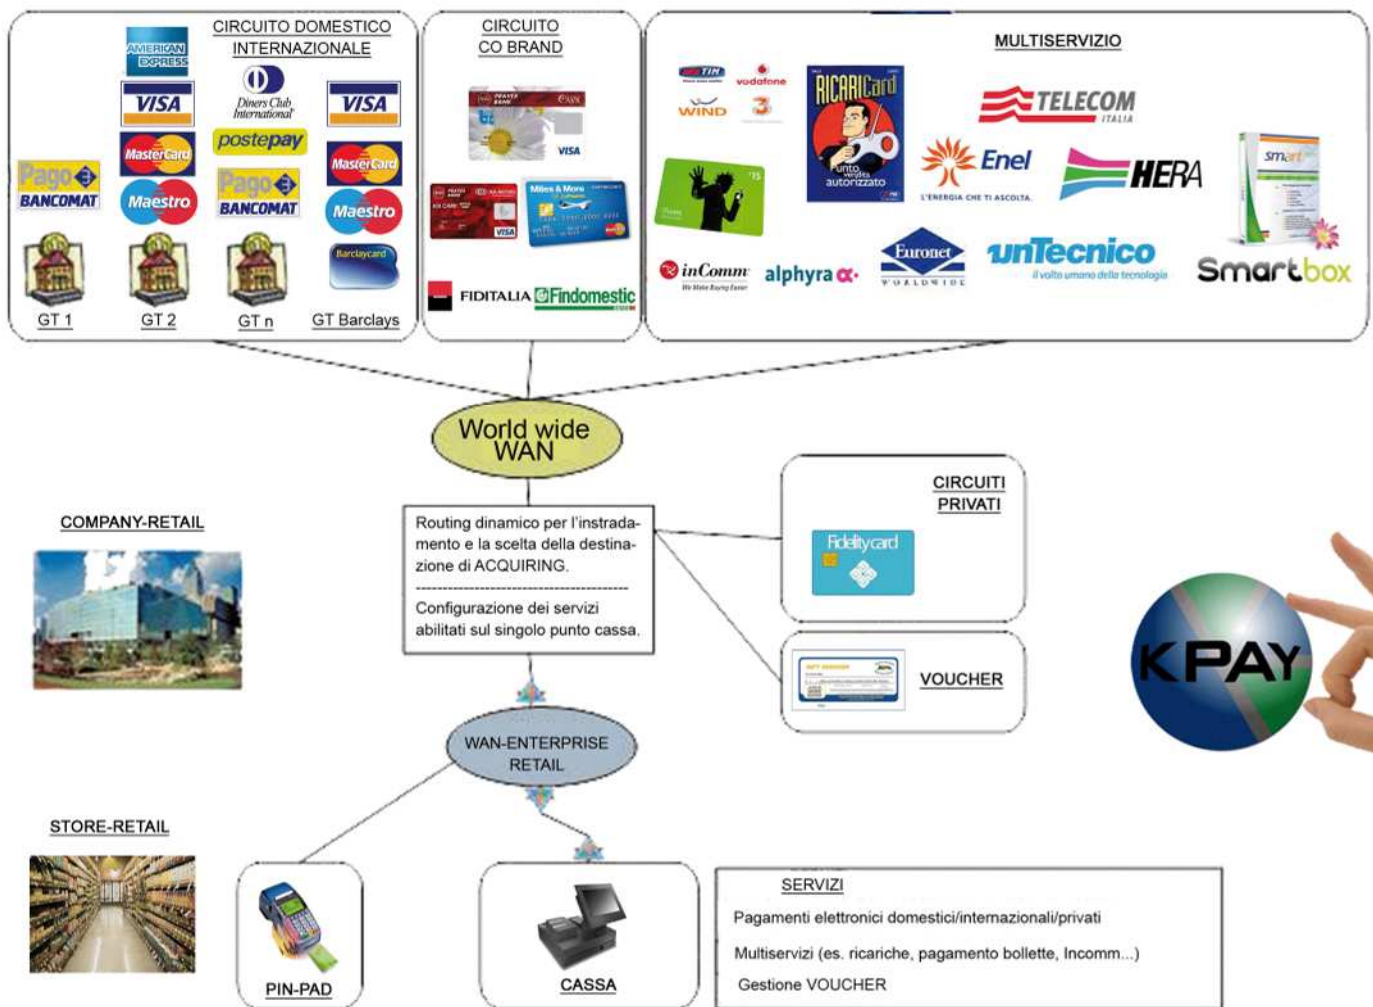 CIRCUITO DOMESTICO
INTERNAZIONALE
AMERICAN
EXPRESS
VISA
MasterCard
Maestro
GT 2
Pago
BANCOMAT
GT 1
Diners Club
International
postepay
Pago
BANCOMAT
GT n
VISA
MasterCard
Maestro
Barclaycard
GT Barclays
CIRCUITO
CO BRAND
VISA
VISA
Miles & More
FIDITALIA
Findomestic
MULTISERVIZIO
TIM
vodafone
WIND
3
RICARICard
punto
vendita
autorizzato
TELECOM
ITALIA
Enel
L'ENERGIA CHE TI ASCOLTA.
HERA
smart
€15
inComm
We Make Buying Easier
alphyra
Euronet
WORLDWIDE
unTecnico
il volto umano della tecnologia
Smartbox
World wide
WAN
COMPANY-RETAIL
Routing dinamico per l'instrada-
mento e la scelta della destina-
zione di ACQUIRING.
Configurazione dei servizi
abilitati sul singolo punto cassa.
CIRCUITI
PRIVATI
Fidelitycard
VOUCHER
KPAY
WAN-ENTERPRISE
RETAIL
STORE-RETAIL
PIN-PAD
CASSA
SERVIZI
Pagamenti elettronici domestici/internazionali/privati
Multiservizi (es. ricariche, pagamento bollette, Incomm...)
Gestione VOUCHER